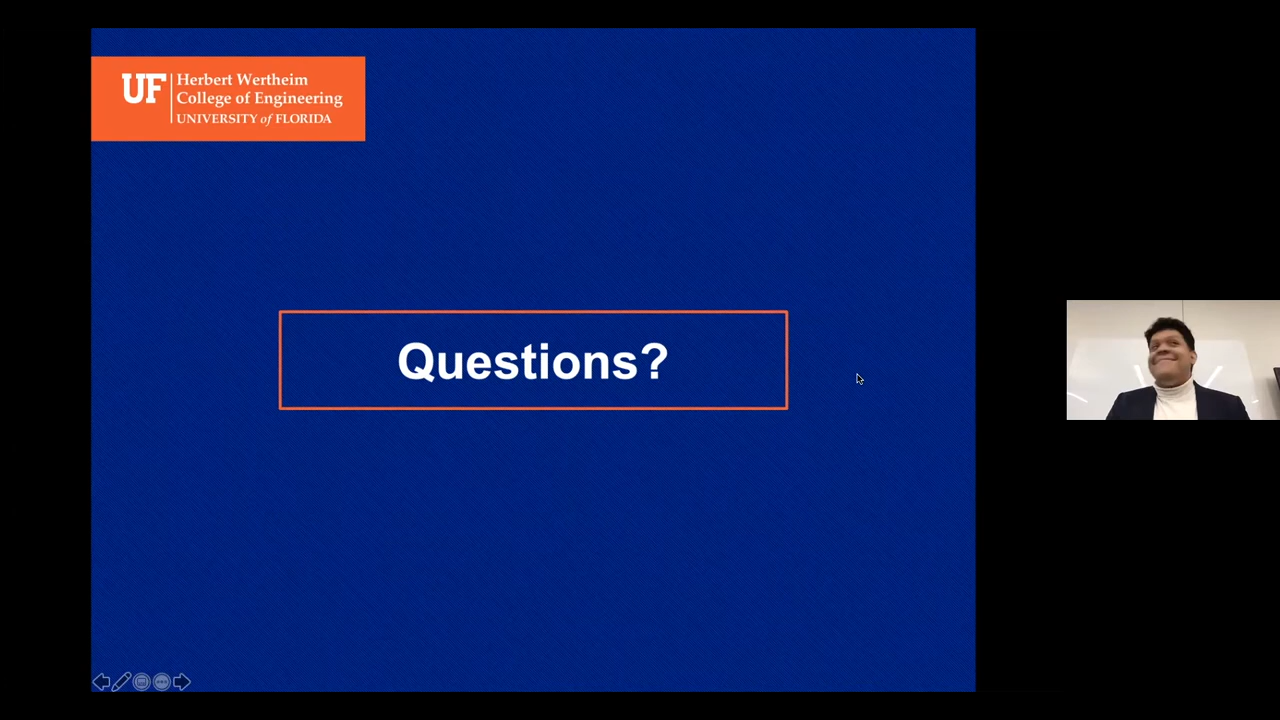 UF
Herbert Wertheim
College of Engineering
UNIVERSITY of FLORIDA
Questions?